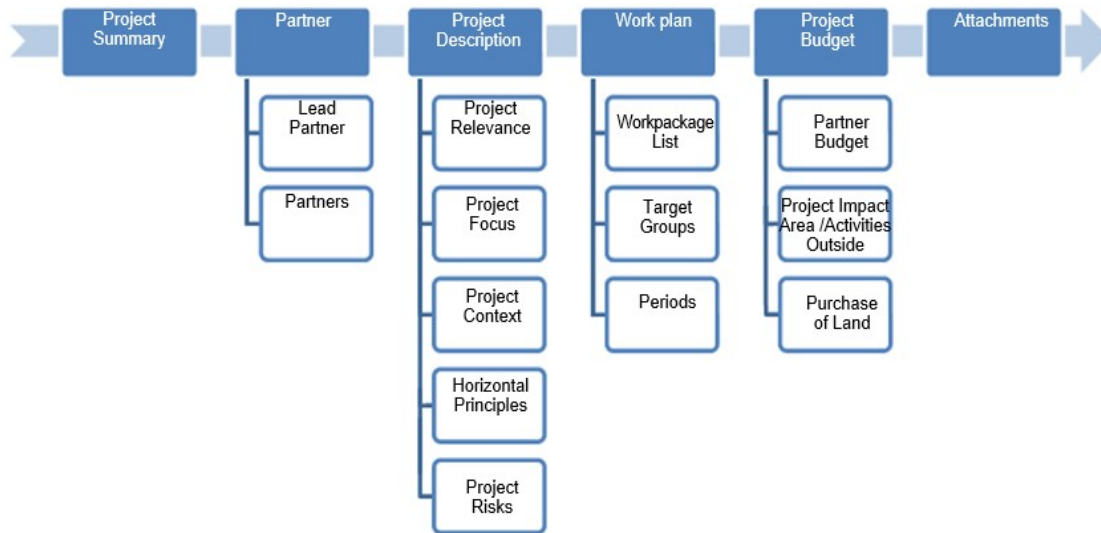 Project
Summary
Partner
Project
Description
Work plan
Project
Budget
Attachments
Lead
Partner
Partners
Project
Relevance
Project
Focus
Project
Context
Horizontal
Principles
Project
Risks
Workpackage
List
Target
Groups
Periods
Partner
Budget
Project Impact
Area /Activities
Outside
Purchase
of Land